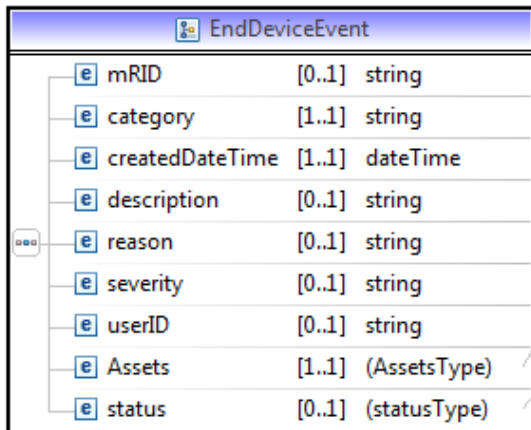 EndDeviceEvent
e mRID [0..1] string
e category [1..1] string
e createdDateTime [1..1] dateTime
e description [0..1] string
e reason [0..1] string
e severity [0..1] string
e userID [0..1] string
e Assets [1..1] (AssetsType)
e status [0..1] (statusType)